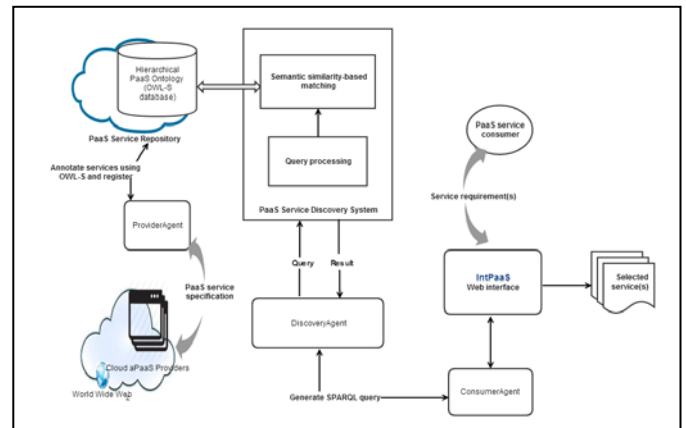 Hierarchical
PaaS Ontology
(OWL-S
database)
PaaS Service Repository
Semantic similarity-based
matching
Query processing
PaaS Service Discovery System
PaaS service
consumer
Annotate services using
OWL-S and register
Service requirement(s)
ProviderAgent
PaaS service
specification
Query
Result
IntPaaS
Web interface
Selected
service(s)
DiscoveryAgent
Cloud aPaaS Providers
World Wide Web
2
Generate SPARQL query
ConsumerAgent